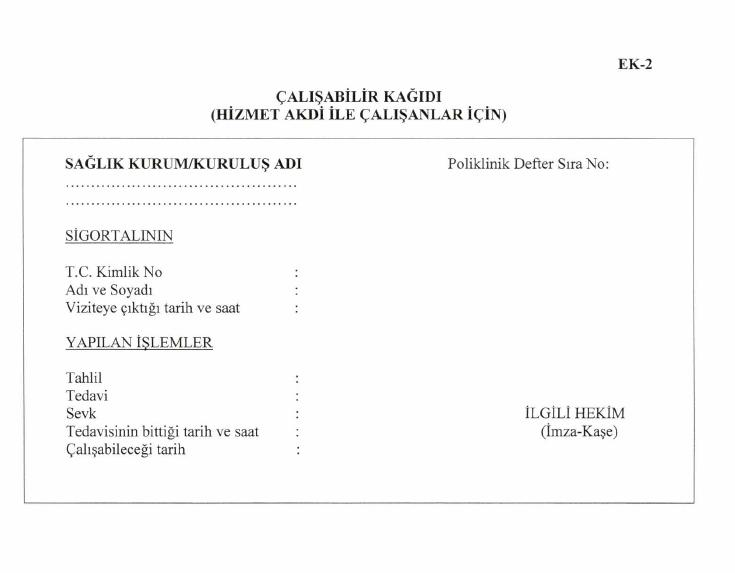 EK-2
ÇALIŞABİLİR KAĞIDI
(HİZMET AKDİ İLE ÇALIŞANLAR İÇİN)
SAĞLIK KURUM/KURULUŞ ADI Poliklinik Defter Sıra No:
..............................................
..............................................
SİGORTALININ
T.C. Kimlik No :
Adı ve Soyadı :
Viziteye çıktığı tarih ve saat :
YAPILAN İŞLEMLER
Tahlil :
Tedavi :
Sevk : İLGİLİ HEKİM
Tedavisinin bittiği tarih ve saat : (İmza-Kaşe)
Çalışabileceği tarih :